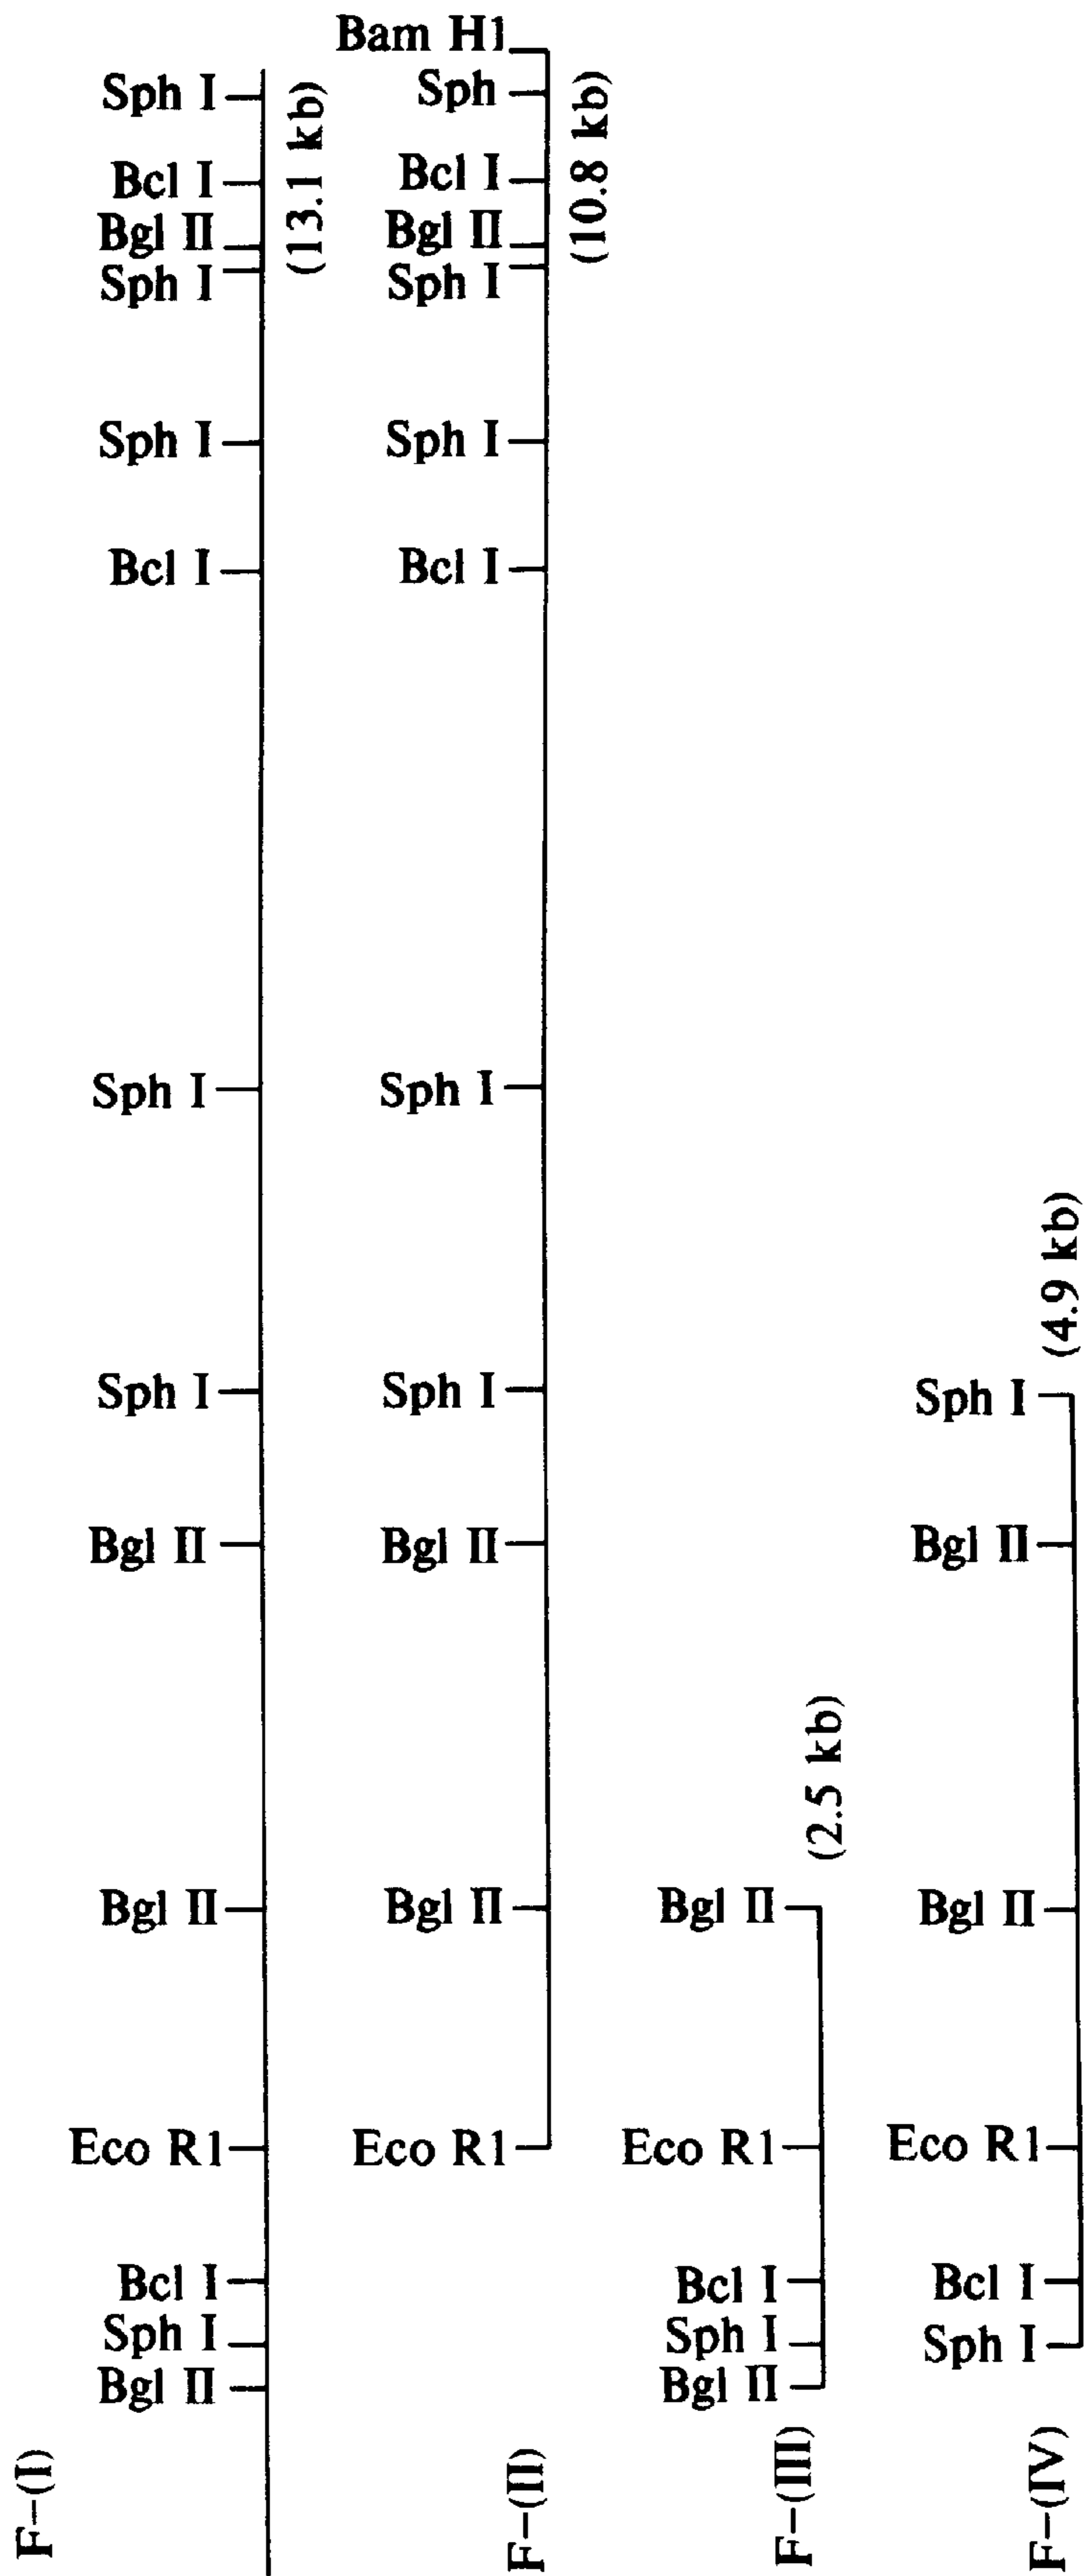 F-(I)
Sph I
Bcl I
Bgl II
Sph I
Sph I
Bcl I
Sph I
Sph I
Bgl II
Bgl II
Eco R1
Bcl I
Sph I
Bgl II
(13.1 kb)
F-(II)
Bam H1
Sph
Bcl I
Bgl II
Sph I
Sph I
Bcl I
Sph I
Sph I
Bgl II
Bgl II
Eco R1
(10.8 kb)
F-(III)
Bgl II
Eco R1
Bcl I
Sph I
Bgl II
(2.5 kb)
F-(IV)
Sph I
Bgl II
Bgl II
Eco R1
Bcl I
Sph I
(4.9 kb)